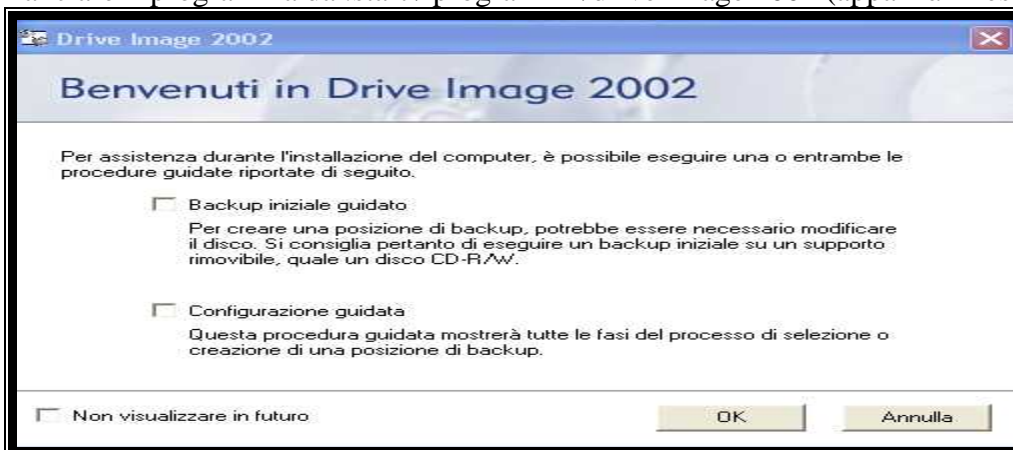 Drive Image 2002
Benvenuti in Drive Image 2002
Per assistenza durante l'installazione del computer, è possibile eseguire una o entrambe le
procedure guidate riportate di seguito.
Backup iniziale guidato
Per creare una posizione di backup, potrebbe essere necessario modificare
il disco. Si consiglia pertanto di eseguire un backup iniziale su un supporto
rimovibile, quale un disco CD-R/W.
Configurazione guidata
Questa procedura guidata mostrerà tutte le fasi del processo di selezione o
creazione di una posizione di backup.
Non visualizzare in futuro
OK
Annulla